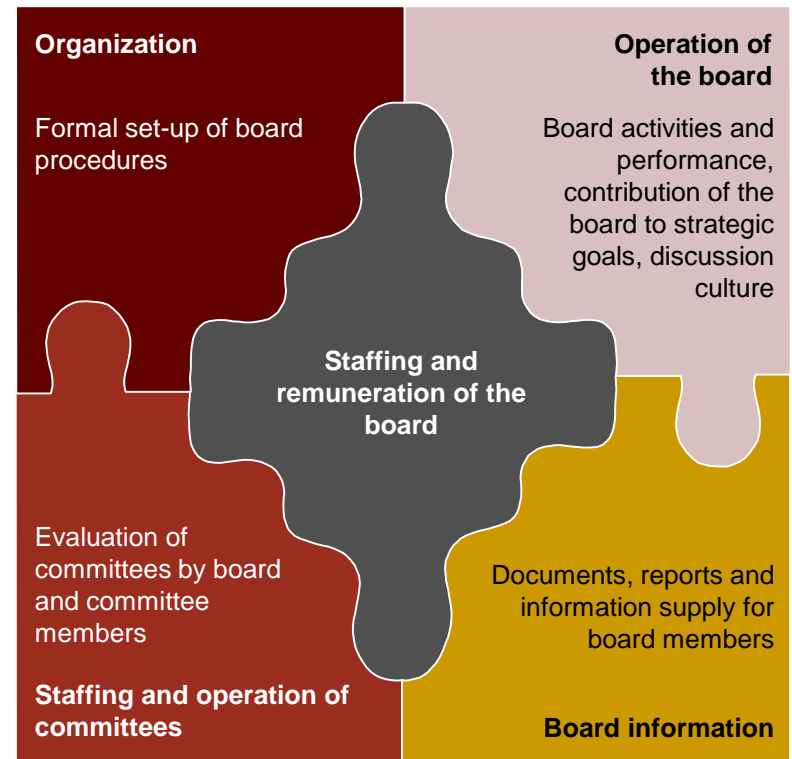 Organization
Formal set-up of board
procedures
Operation of
the board
Board activities and
performance,
contribution of the
board to strategic
goals, discussion
culture
Staffing and
remuneration of the
board
Evaluation of
committees by board
and committee
members
Staffing and operation of
committees
Documents, reports and
information supply for
board members
Board information